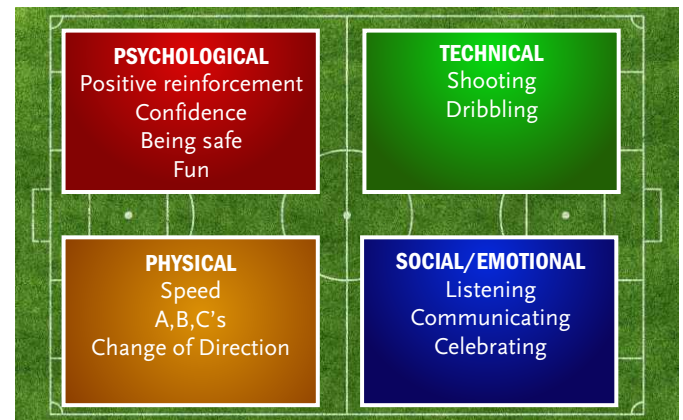 PSYCHOLOGICAL
Positive reinforcement
Confidence
Being safe
Fun
TECHNICAL
Shooting
Dribbling
PHYSICAL
Speed
A,B,C’s
Change of Direction
SOCIAL/EMOTIONAL
Listening
Communicating
Celebrating